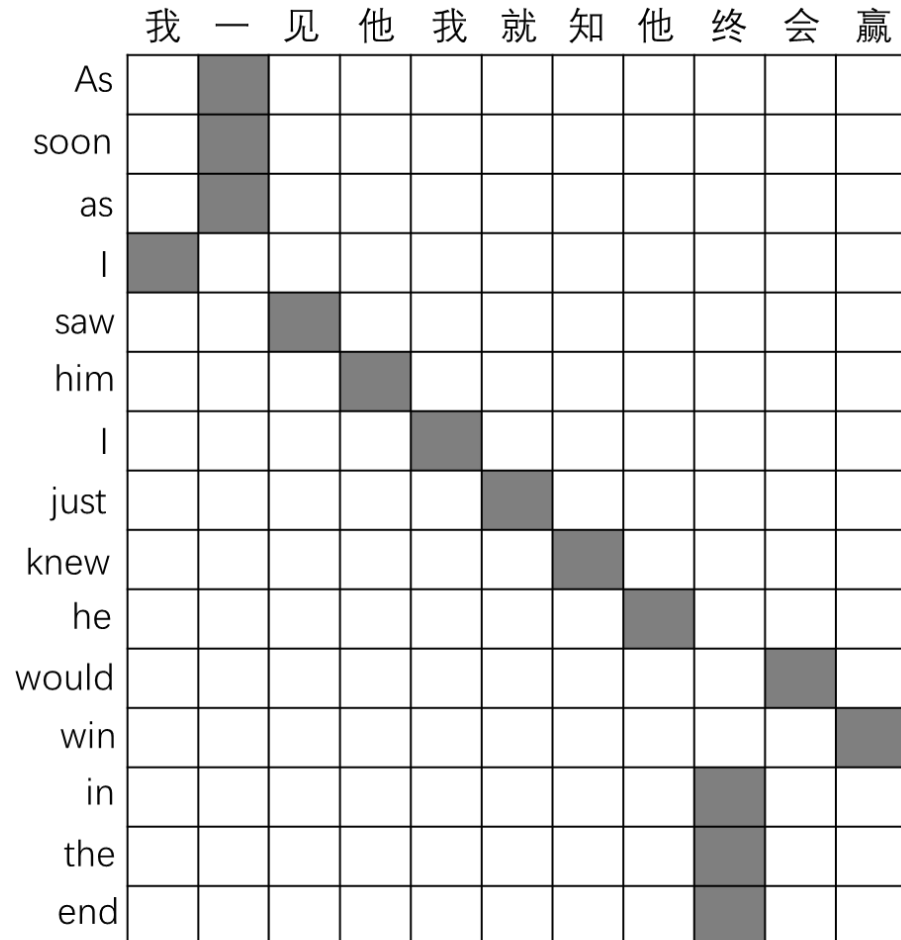 我 一 见 他 我 就 知 他 终 会 赢
As
soon
as
I
saw
him
I
just
knew
he
would
win
in
the
end